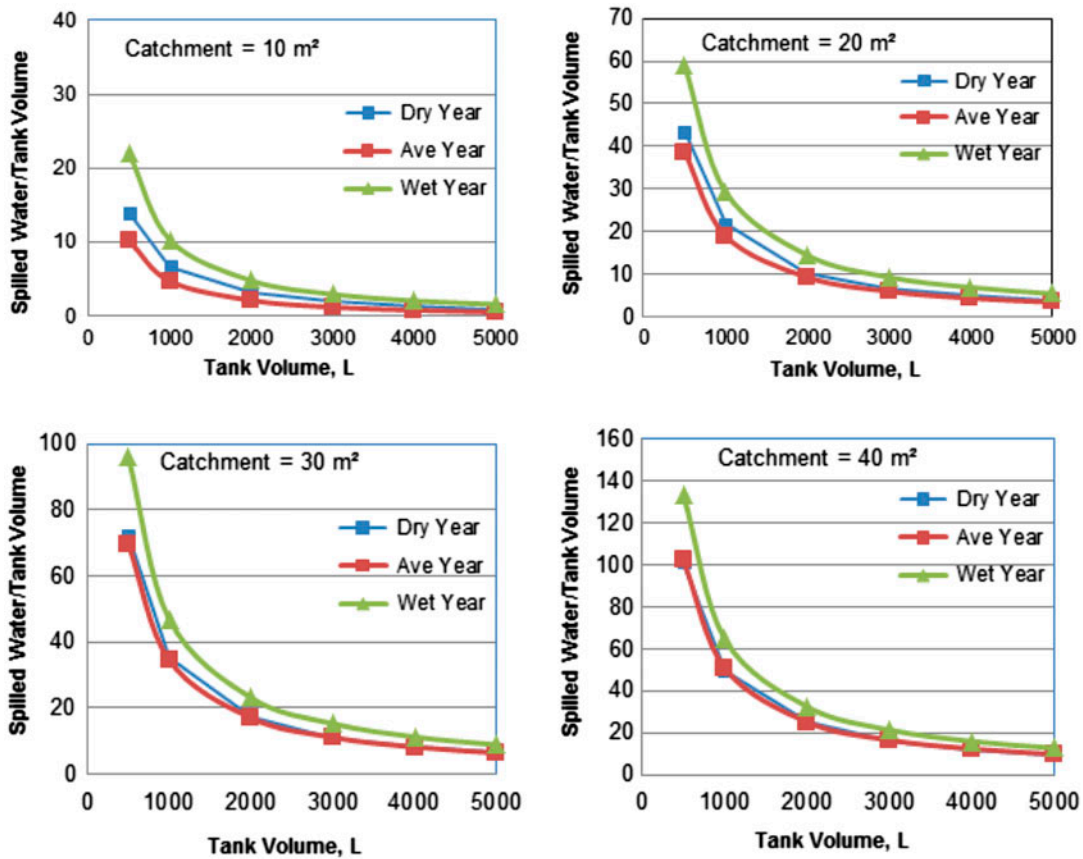 Catchment = 10 m²
Spilled Water/Tank Volume
40
30
20
10
0
Dry Year
Ave Year
Wet Year
0 1000 2000 3000 4000 5000
Tank Volume, L
Catchment = 20 m²
Spilled Water/Tank Volume
70
60
50
40
30
20
10
0
Dry Year
Ave Year
Wet Year
0 1000 2000 3000 4000 5000
Tank Volume, L
Catchment = 30 m²
Spilled Water/Tank Volume
100
80
60
40
20
0
Dry Year
Ave Year
Wet Year
0 1000 2000 3000 4000 5000
Tank Volume, L
Catchment = 40 m²
Spilled Water/Tank Volume
160
140
120
100
80
60
40
20
0
Dry Year
Ave Year
Wet Year
0 1000 2000 3000 4000 5000
Tank Volume, L